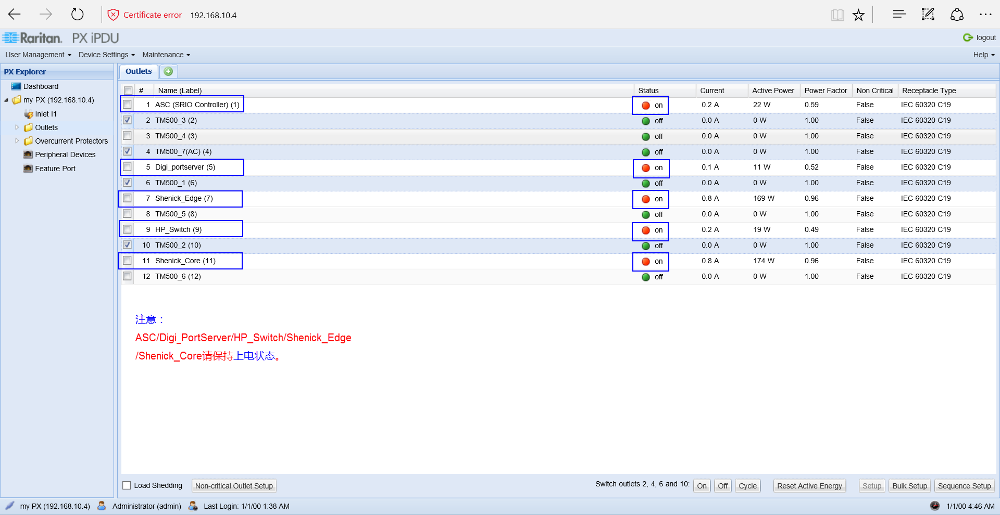 Certificate error 192.168.10.4
Raritan. PX iPDU
logout
User Management Device Settings Maintenance Help
PX Explorer
Dashboard
my PX (192.168.10.4)
Inlet I1
Outlets
Overcurrent Protectors
Peripheral Devices
Feature Port
Outlets
# Name (Label) Status Current Active Power Power Factor Non Critical Receptacle Type
1 ASC (SRIO Controller) (1) on 0.2 A 22 W 0.59 False IEC 60320 C19
2 TM500_3 (2) off 0.0 A 0 W 1.00 False IEC 60320 C19
3 TM500_4 (3) off 0.0 A 0 W 1.00 False IEC 60320 C19
4 TM500_7(AC) (4) off 0.0 A 0 W 1.00 False IEC 60320 C19
5 Digi_portserver (5) on 0.1 A 11 W 0.52 False IEC 60320 C19
6 TM500_1 (6) off 0.0 A 0 W 1.00 False IEC 60320 C19
7 Shenick_Edge (7) on 0.8 A 169 W 0.96 False IEC 60320 C19
8 TM500_5 (8) off 0.0 A 0 W 1.00 False IEC 60320 C19
9 HP_Switch (9) on 0.2 A 19 W 0.49 False IEC 60320 C19
10 TM500_2 (10) off 0.0 A 0 W 1.00 False IEC 60320 C19
11 Shenick_Core (11) on 0.8 A 174 W 0.96 False IEC 60320 C19
12 TM500_6 (12) off 0.0 A 0 W 1.00 False IEC 60320 C19
注意：
ASC/Digi_PortServer/HP_Switch/Shenick_Edge
/Shenick_Core请保持上电状态。
Load Shedding Non-critical Outlet Setup Switch outlets 2, 4, 6 and 10: On Off Cycle Reset Active Energy Setup Bulk Setup Sequence Setup
my PX (192.168.10.4) Administrator (admin) Last Login: 1/1/00 1:38 AM 1/1/00 4:46 AM